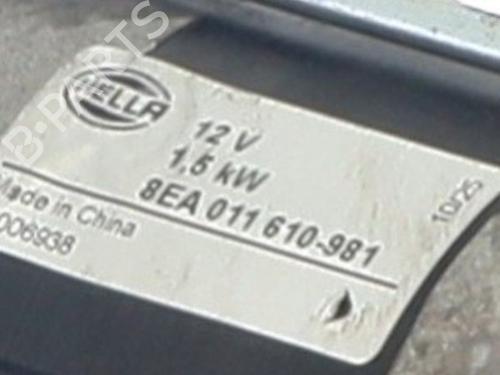 HELLA
12 V
1,5 kW
8EA 011 610-981
Made in China
006938
10/25
B-PARTS